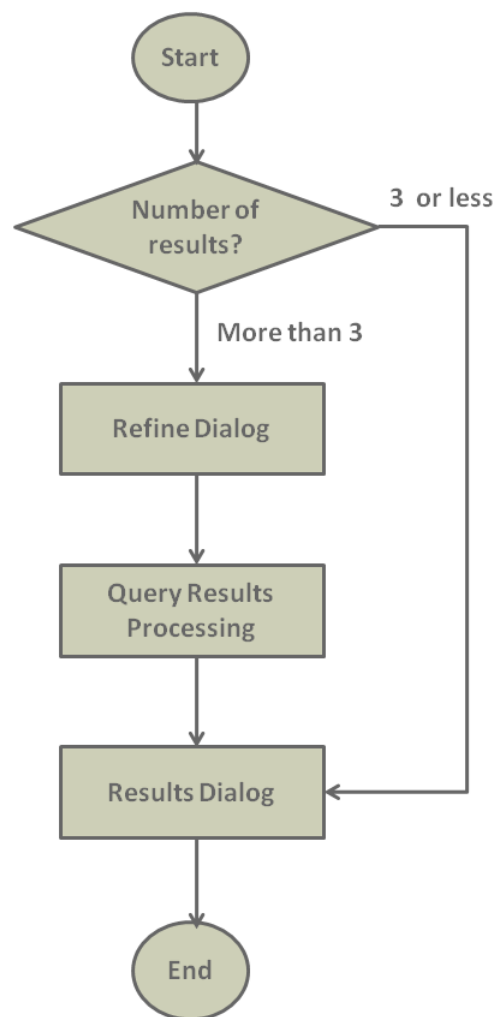 Start
Number of
results?
3 or less
More than 3
Refine Dialog
Query Results
Processing
Results Dialog
End